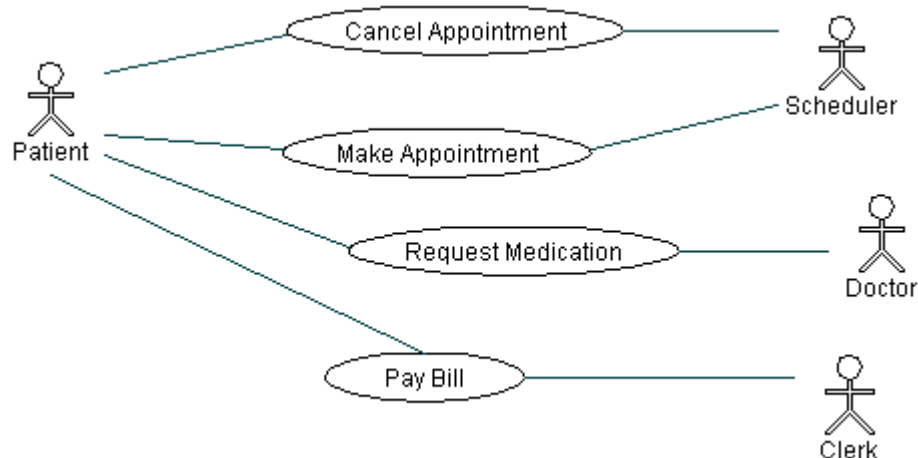 Cancel Appointment
Scheduler
Patient
Make Appointment
Request Medication
Doctor
Pay Bill
Clerk